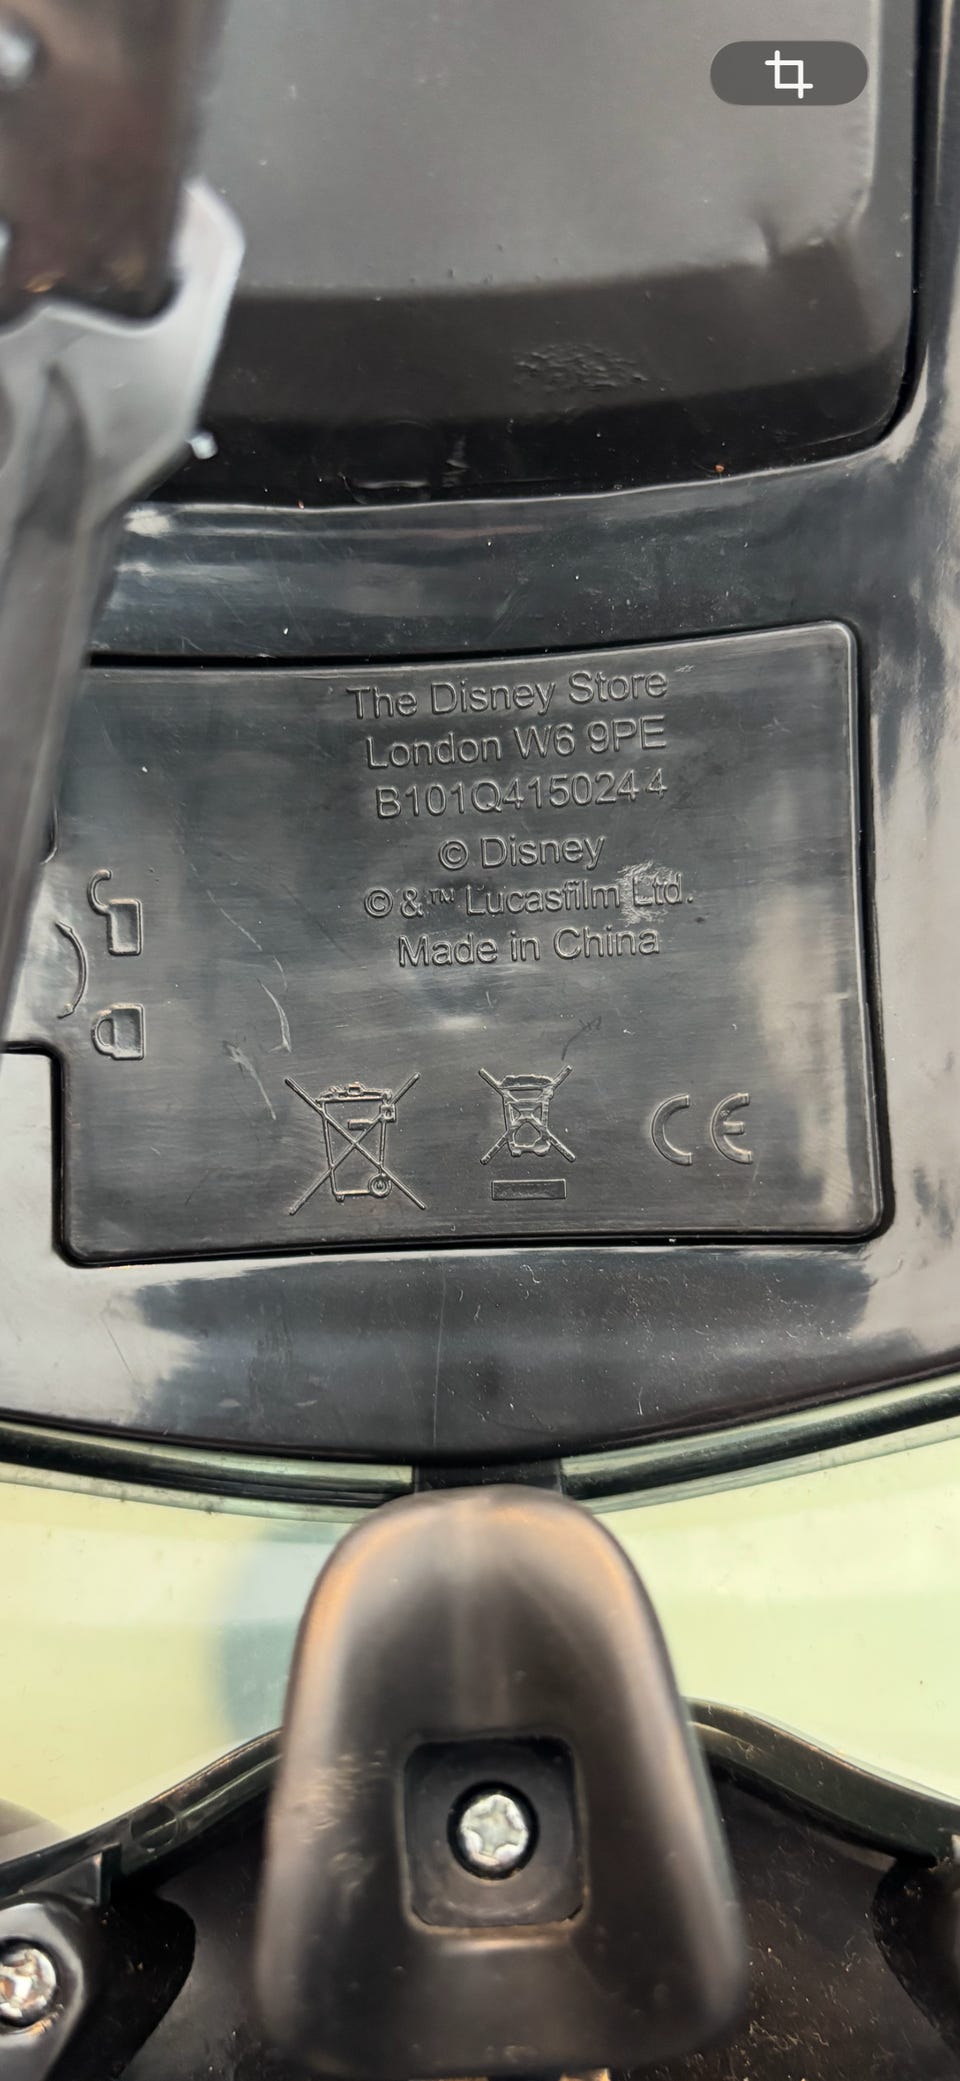 The Disney Store
London W6 9PE
B101Q4150244
© Disney
©&™ Lucasfilm Ltd.
Made in China
CE